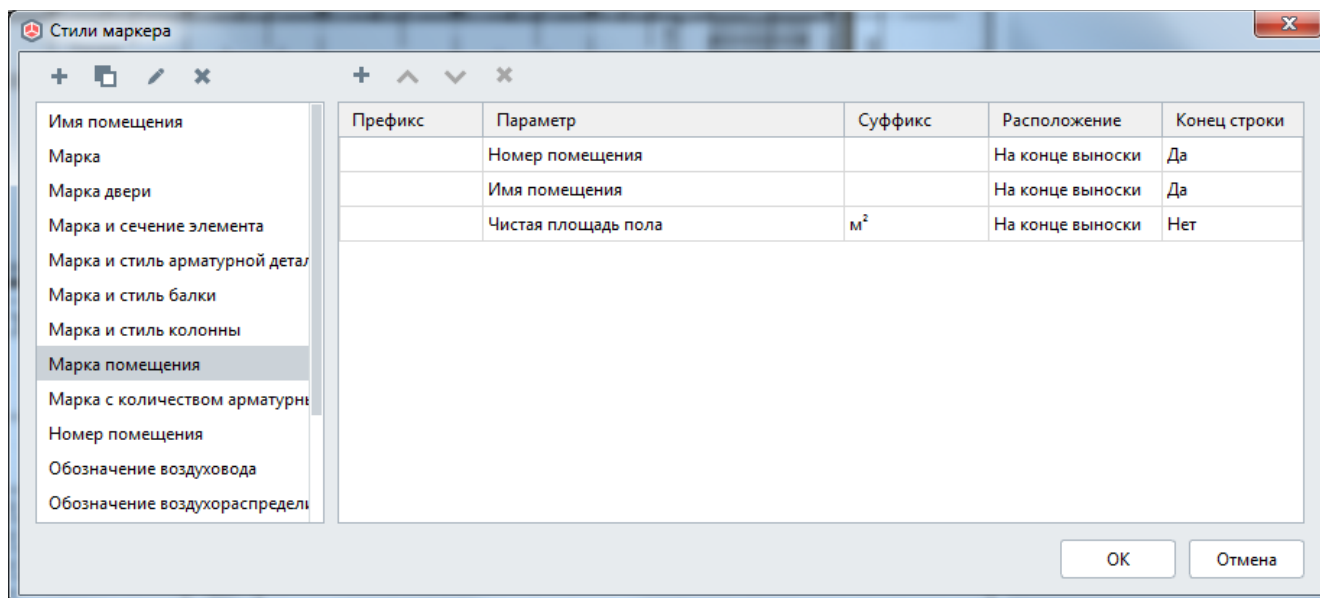 Стили маркера
Префикс Параметр Суффикс Расположение Конец строки
Имя помещения
Марка
Марка двери
Марка и сечение элемента
Марка и стиль арматурной детал
Марка и стиль балки
Марка и стиль колонны
Марка помещения
Марка с количеством арматурны
Номер помещения
Обозначение воздуховода
Обозначение воздухораспредели
Номер помещения На конце выноски Да
Имя помещения На конце выноски Да
Чистая площадь пола м² На конце выноски Нет
OK Отмена